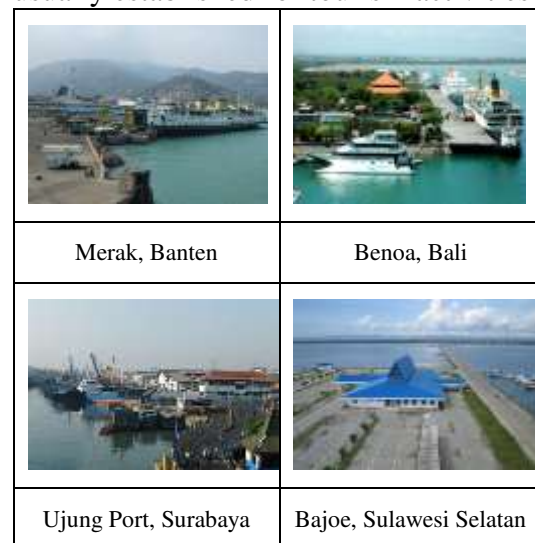 Merak, Banten
Benoa, Bali
Ujung Port, Surabaya
Bajoe, Sulawesi Selatan